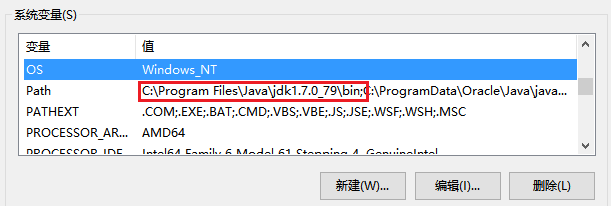 系统变量(S)
变量 值
OS Windows_NT
Path C:\Program Files\Java\jdk1.7.0_79\bin;C:\ProgramData\Oracle\Java\java...
PATHEXT .COM;.EXE;.BAT;.CMD;.VBS;.VBE;.JS;.JSE;.WSF;.WSH;.MSC
PROCESSOR_AR... AMD64
PROCESSOR_IDE Intel64 Family 6 Model 61 Stepping 4, GenuineIntel
新建(W)... 编辑(I)... 删除(L)